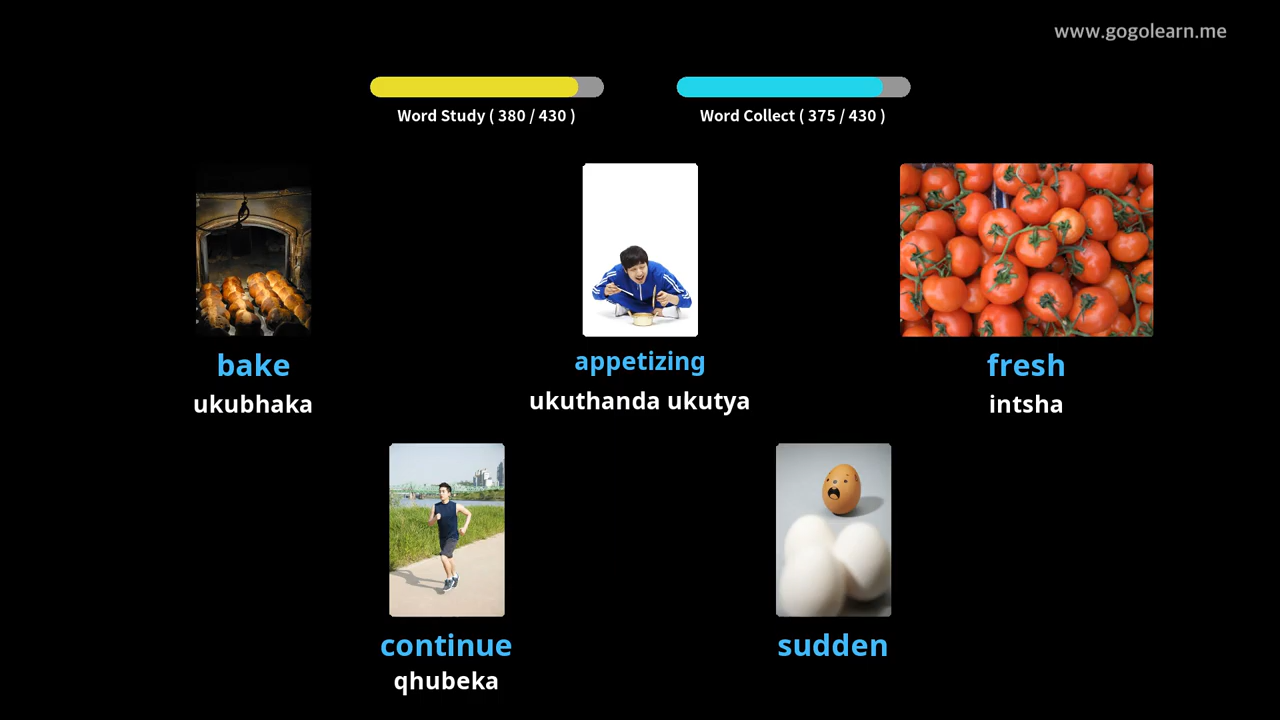 www.gogolearn.me
Word Study ( 380 / 430 )
Word Collect ( 375 / 430 )
bake
ukubhaka
appetizing
ukuthanda ukutya
fresh
intsha
continue
qhubeka
sudden